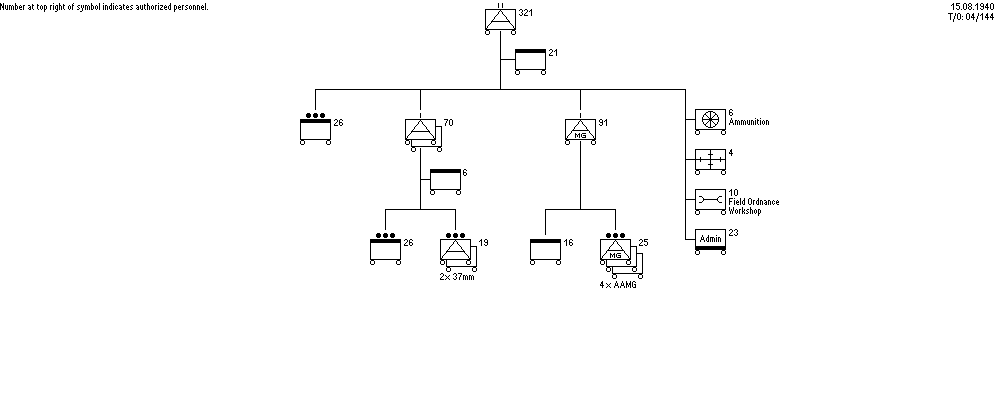 Number at top right of symbol indicates authorized personnel.
15.08.1940
T/O: 04/144
321
21
26
70
MG
91
6
Ammunition
4
6
10
Field Ordnance
Workshop
26
19
2× 37mm
16
MG
25
4 × AAMG
Admin
23